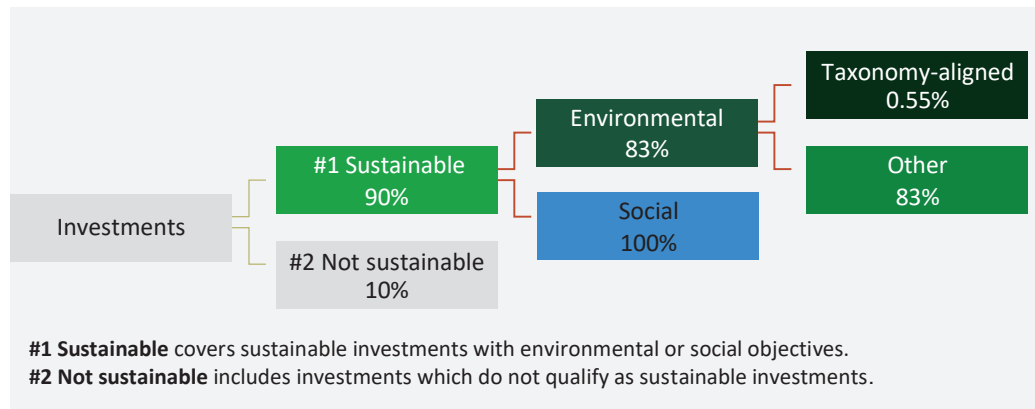 Investments
#1 Sustainable
90%
#2 Not sustainable
10%
Environmental
83%
Social
100%
Taxonomy-aligned
0.55%
Other
83%
#1 Sustainable covers sustainable investments with environmental or social objectives.
#2 Not sustainable includes investments which do not qualify as sustainable investments.